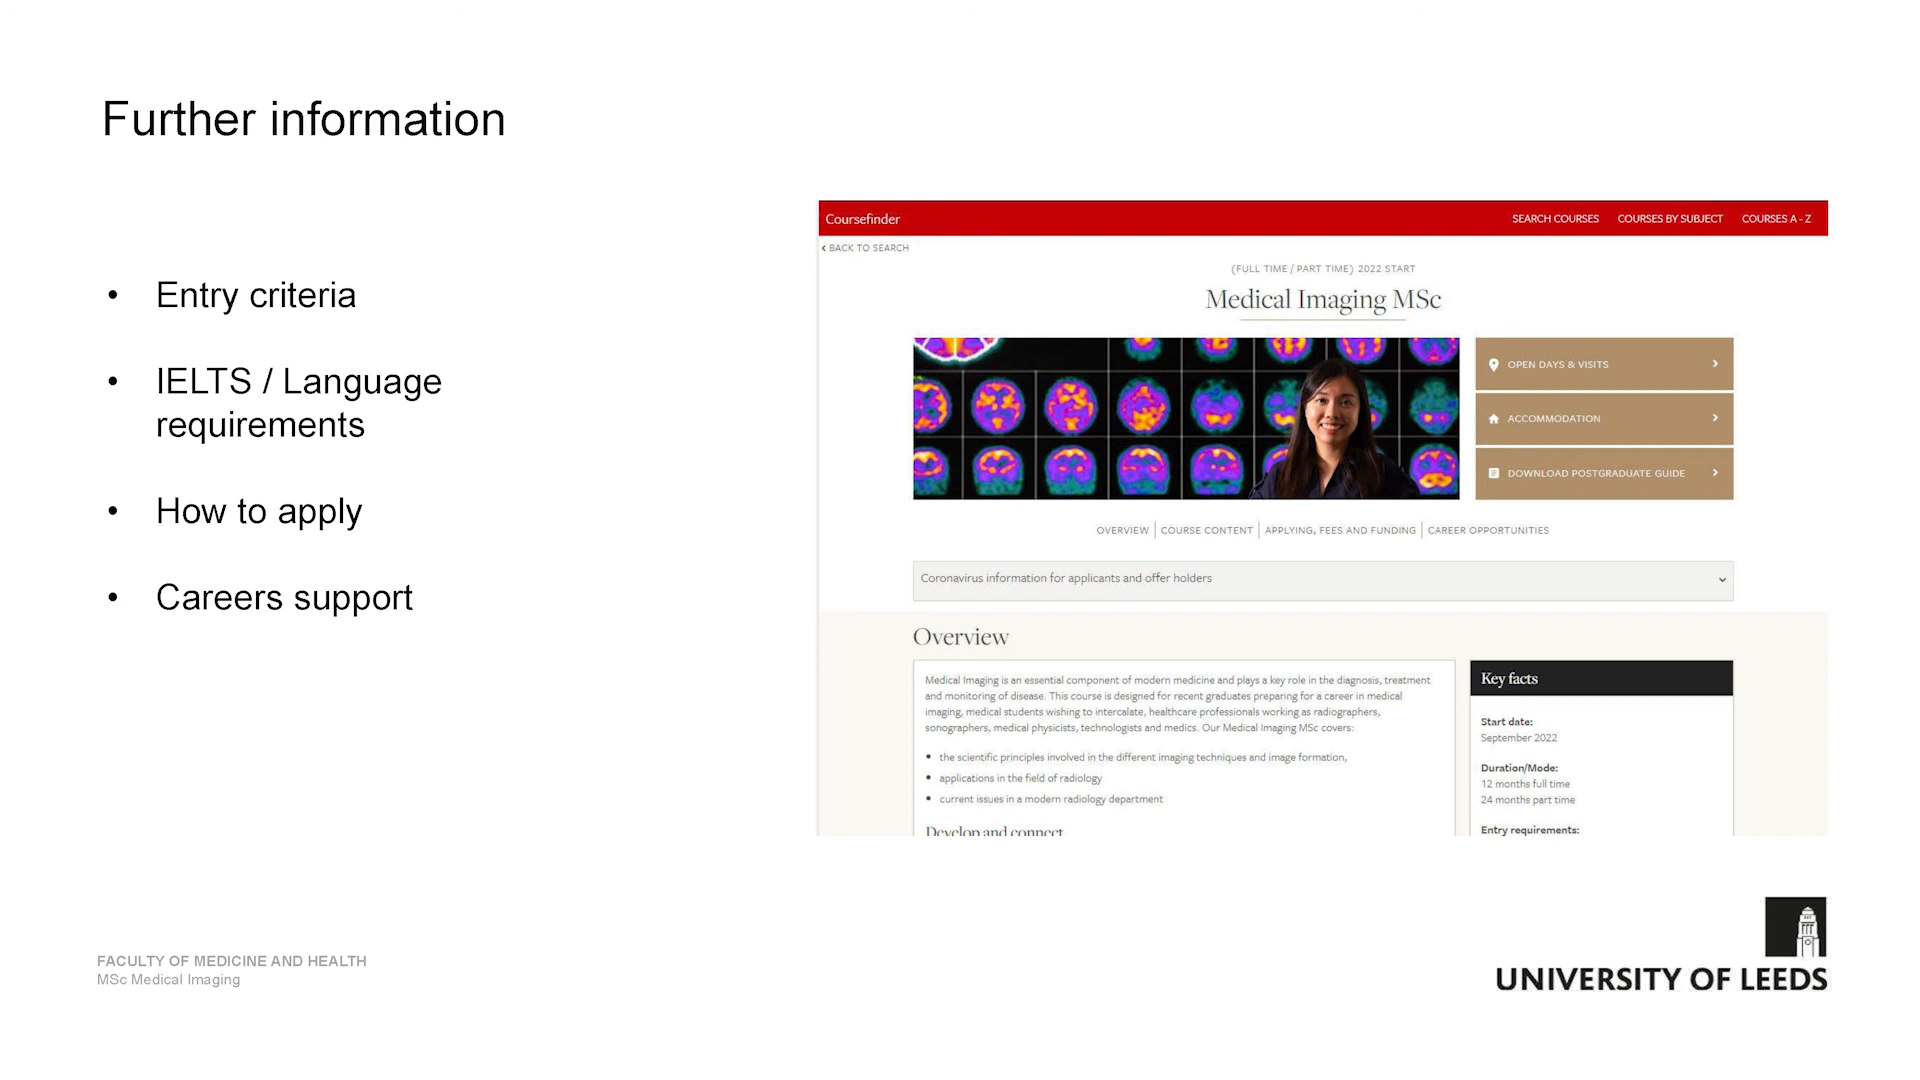 Further information
• Entry criteria
• IELTS / Language
requirements
• How to apply
• Careers support
Coursefinder
SEARCH COURSES COURSES BY SUBJECT COURSES A - Z
BACK TO SEARCH
(FULL TIME / PART TIME) 2022 START
Medical Imaging MSc
OPEN DAYS & VISITS
ACCOMMODATION
DOWNLOAD POSTGRADUATE GUIDE
OVERVIEW | COURSE CONTENT | APPLYING, FEES AND FUNDING | CAREER OPPORTUNITIES
Coronavirus information for applicants and offer holders
Overview
Medical Imaging is an essential component of modern medicine and plays a key role in the diagnosis, treatment
and monitoring of disease. This course is designed for recent graduates preparing for a career in medical
imaging, medical students wishing to intercalate, healthcare professionals working as radiographers,
sonographers, medical physicists, technologists and medics. Our Medical Imaging MSc covers:
• the scientific principles involved in the different imaging techniques and image formation,
• applications in the field of radiology
• current issues in a modern radiology department
Develop and connect
Key facts
Start date:
September 2022
Duration/Mode:
12 months full time
24 months part time
Entry requirements:
FACULTY OF MEDICINE AND HEALTH
MSc Medical Imaging
UNIVERSITY OF LEEDS